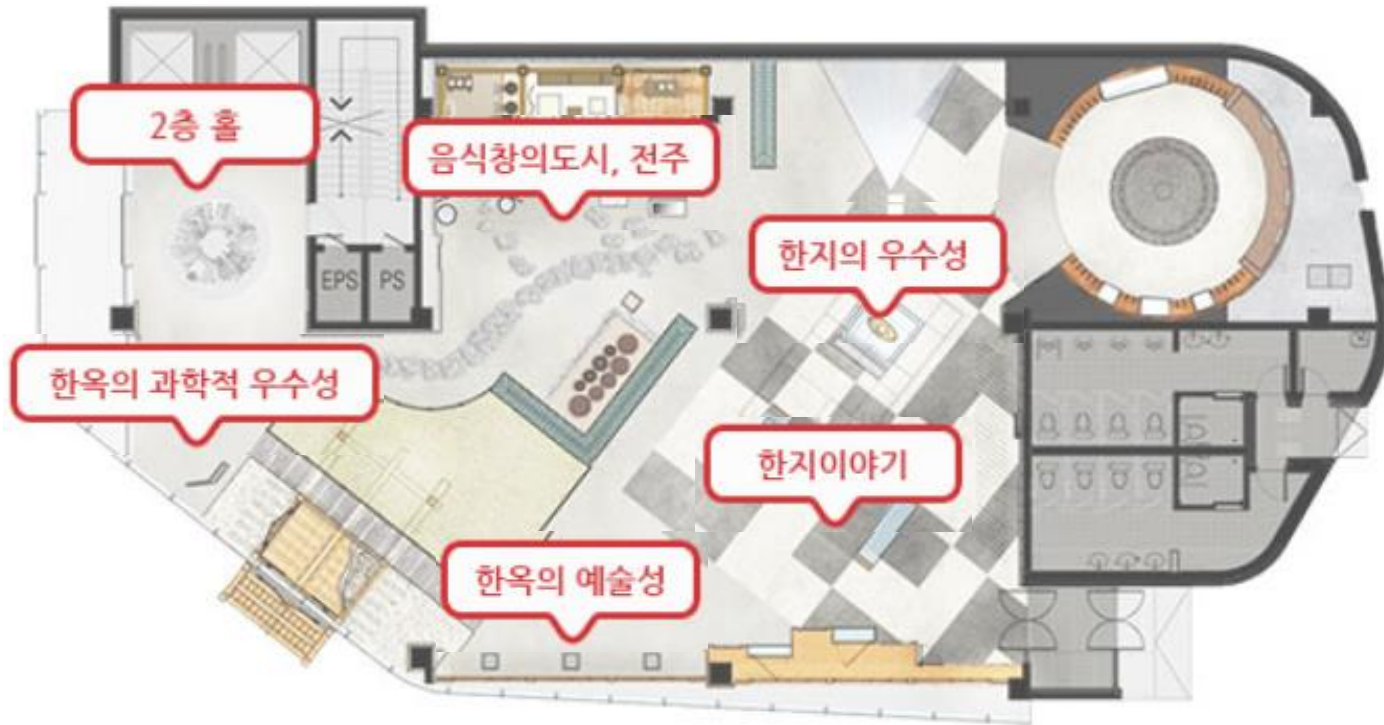 2층 홀
음식창의도시, 전주
한지의 우수성
EPS
PS
한옥의 과학적 우수성
한지이야기
한옥의 예술성